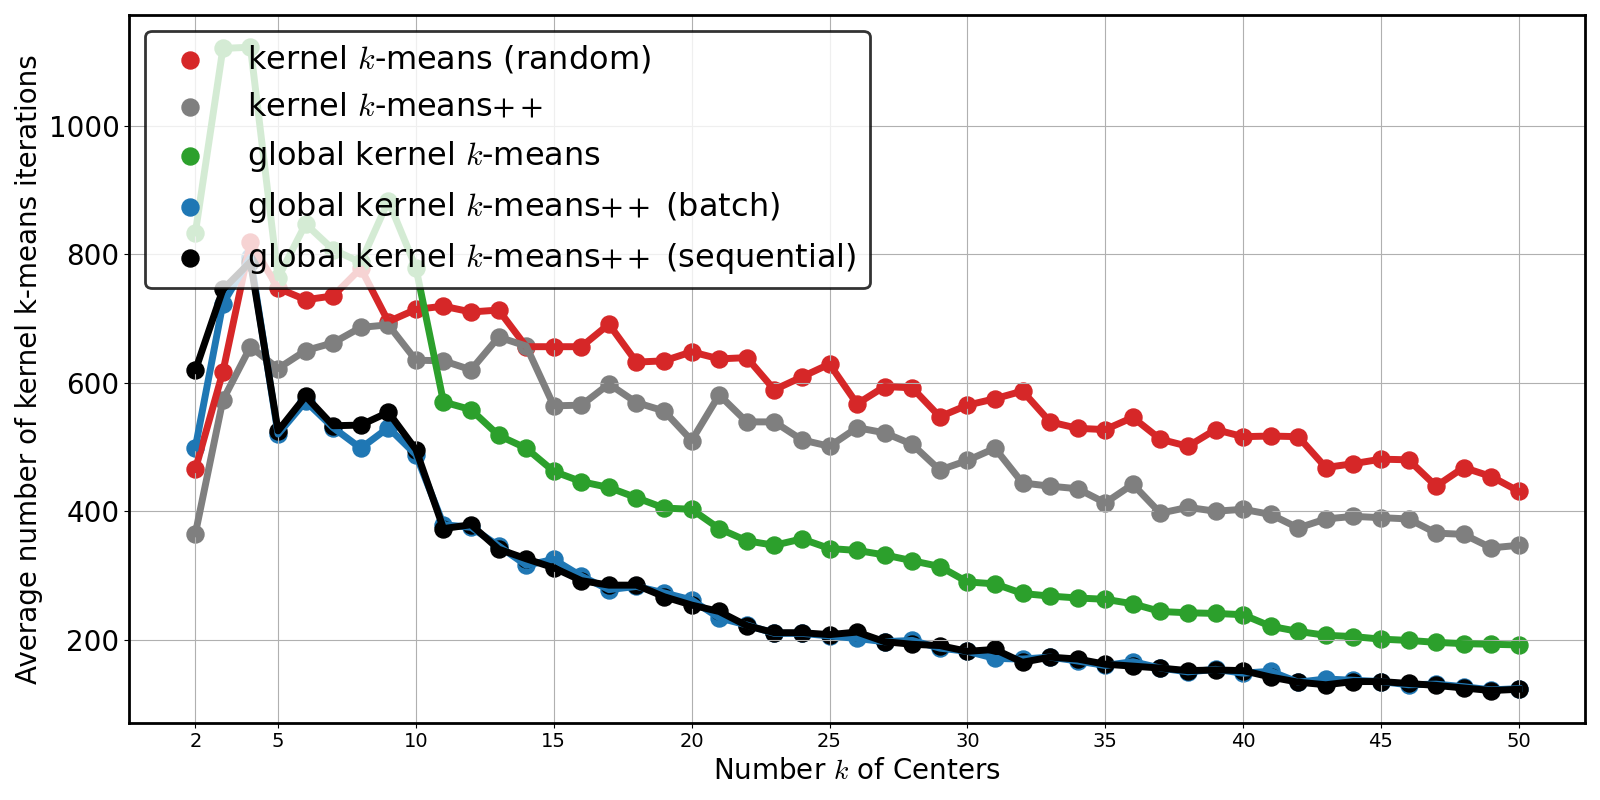 Average number of kernel k-means iterations
1000
800
600
400
200
kernel k-means (random)
kernel k-means++
global kernel k-means
global kernel k-means++ (batch)
global kernel k-means++ (sequential)
2 5 10 15 20 25 30 35 40 45 50
Number k of Centers